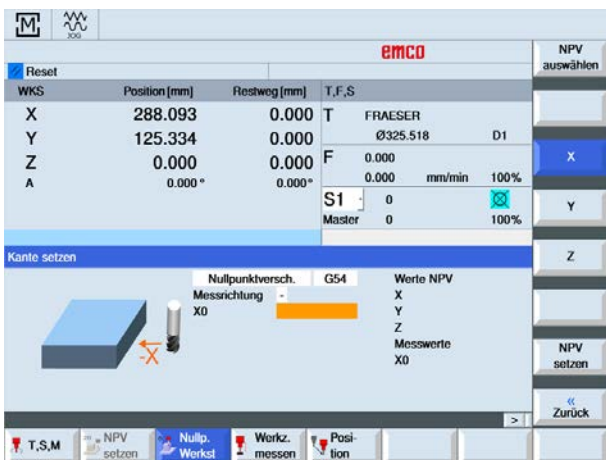 M JOG
emco
NPV auswählen
Reset
WKS Position [mm] Restweg [mm] T,F,S
X 288.093 0.000 T FRAESER
Y 125.334 0.000 Ø325.518 D1
Z 0.000 0.000 F 0.000
A 0.000 ° 0.000° 0.000 mm/min 100%
S1 0
Master 0 100%
X
Y
Z
Kante setzen
Nullpunktversch. G54 Werte NPV
Messrichtung - X
X0 Y
Z
Messwerte
X0
-X
NPV setzen
«
Zurück
>
T,S,M
NPV setzen
Nullp. Werkst
Werkz. messen
Posi-
tion